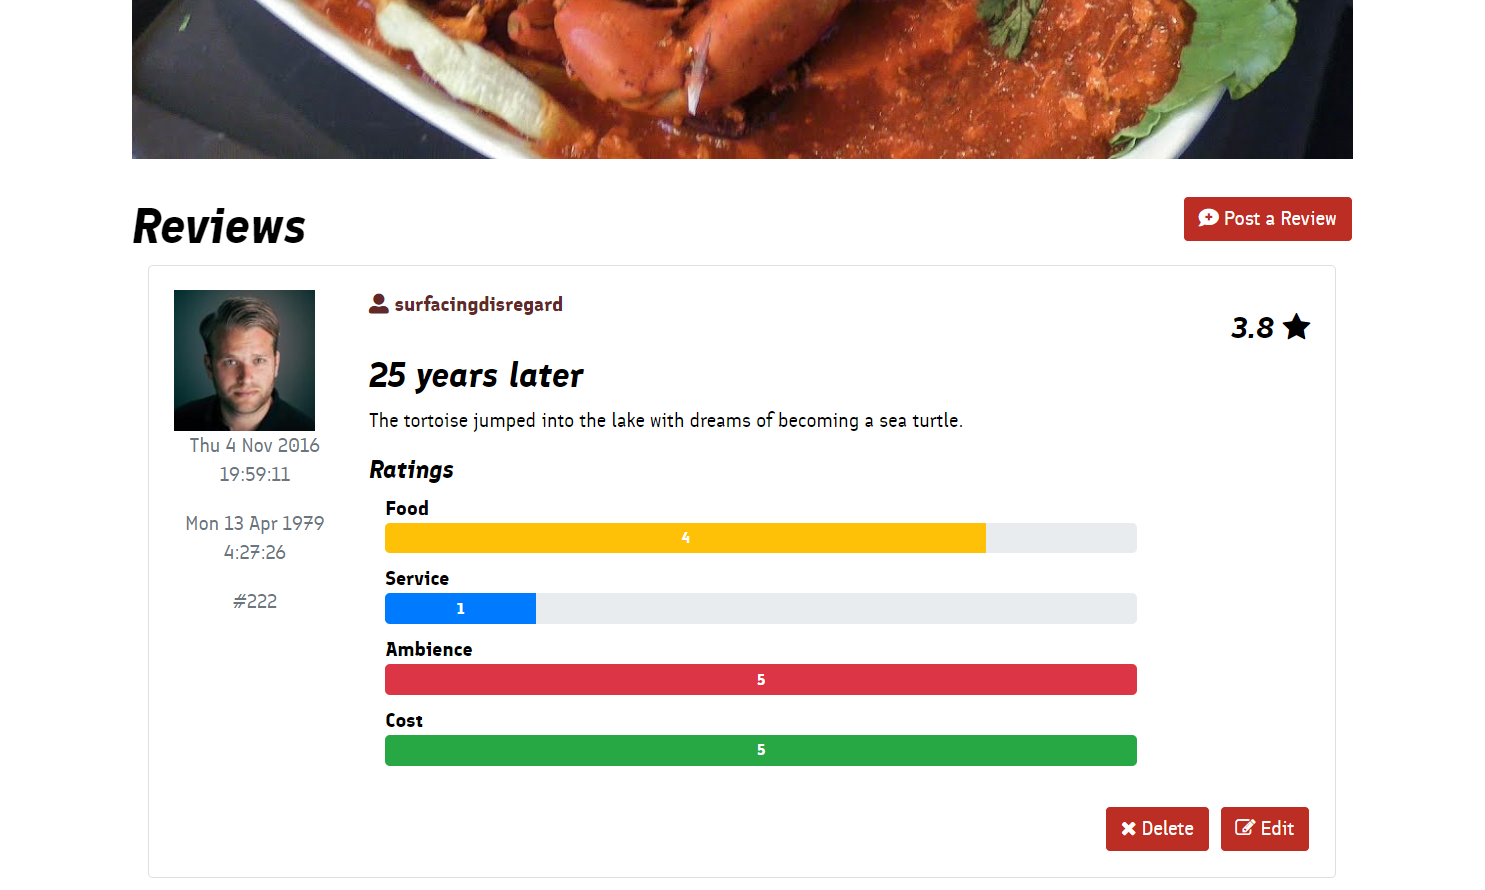 Reviews
Post a Review
surfacingdisregard
3.8
25 years later
The tortoise jumped into the lake with dreams of becoming a sea turtle.
Thu 4 Nov 2016
19:59:11
Mon 13 Apr 1979
4:27:26
#222
Ratings
Food
4
Service
1
Ambience
5
Cost
5
Delete
Edit